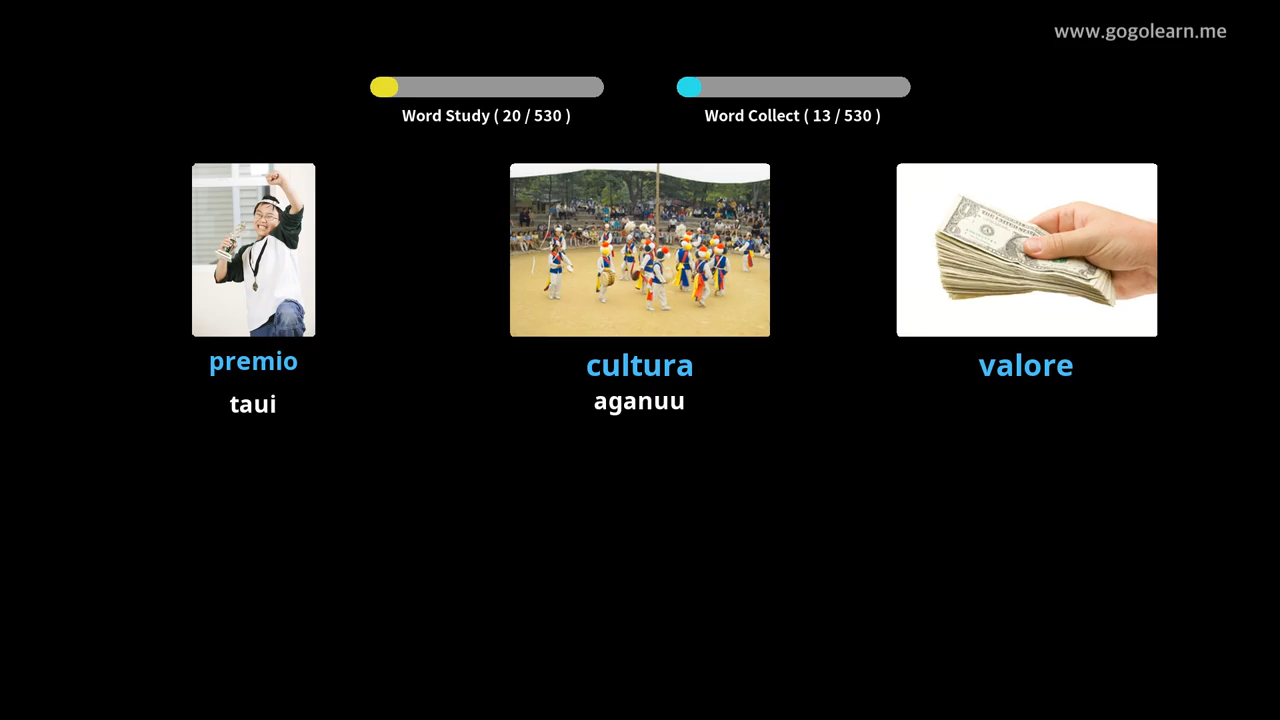 www.gogolearn.me
Word Study ( 20 / 530 )
Word Collect ( 13 / 530 )
premio
taui
cultura
aganuu
valore